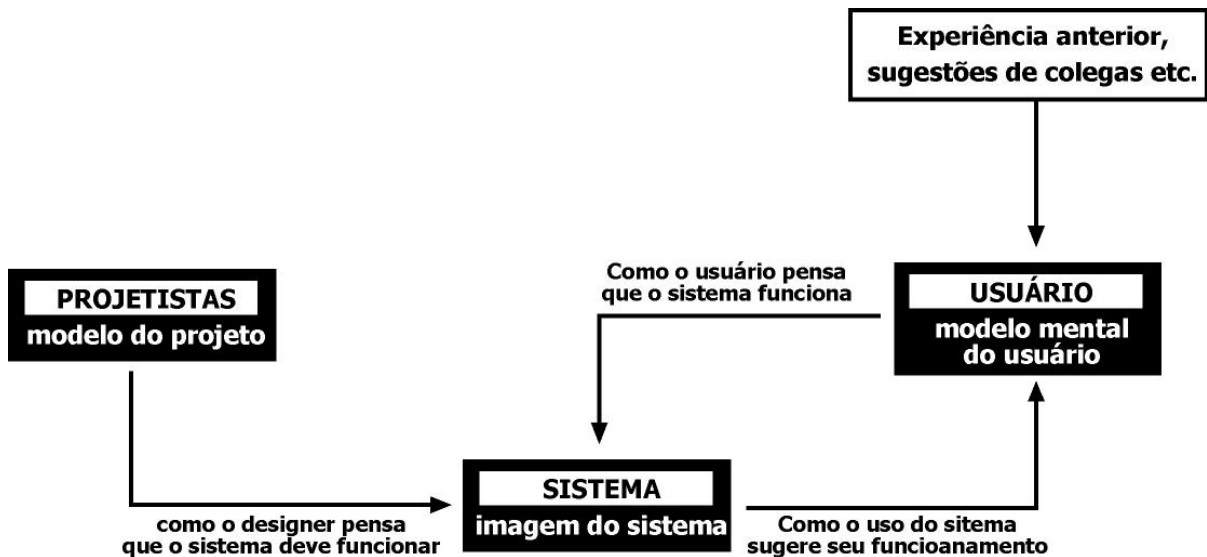 Experiência anterior,
sugestões de colegas etc.
Como o usuário pensa
que o sistema funciona
USUÁRIO
modelo mental
do usuário
PROJETISTAS
modelo do projeto
SISTEMA
imagem do sistema
como o designer pensa
que o sistema deve funcionar
Como o uso do sitema
sugere seu funcioanamento